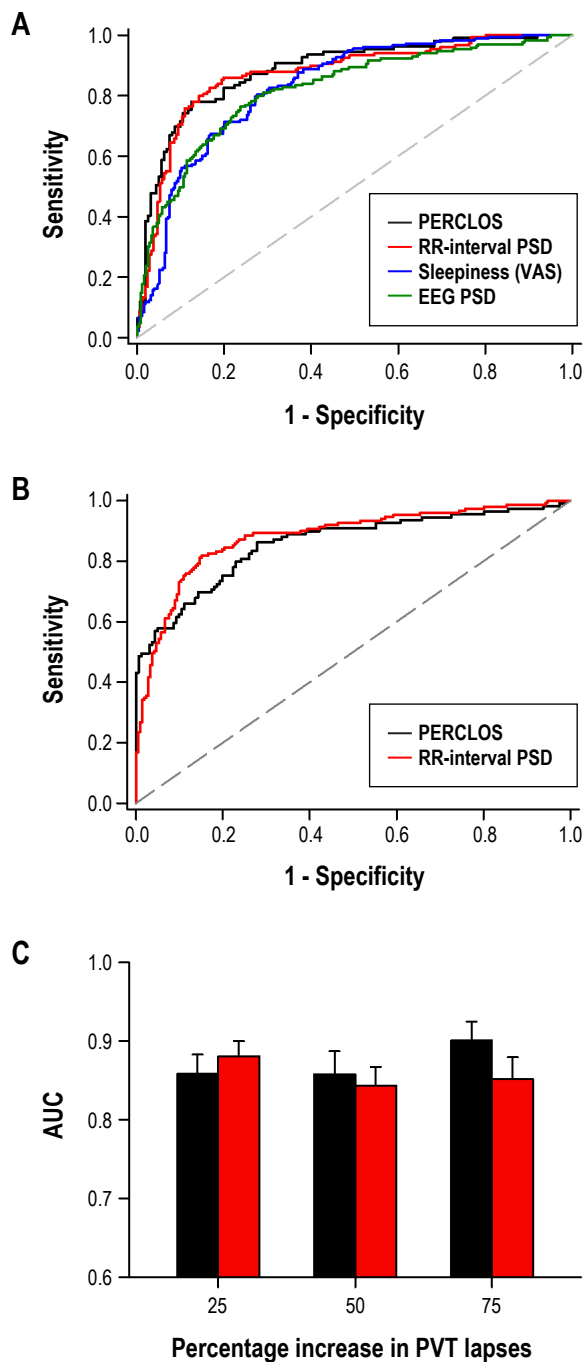 A
1.0
0.8
0.6
0.4
0.2
0.0
Sensitivity
PERCLOS
RR-interval PSD
Sleepiness (VAS)
EEG PSD
0.0 0.2 0.4 0.6 0.8 1.0
1 - Specificity
B
1.0
0.8
0.6
0.4
0.2
0.0
Sensitivity
PERCLOS
RR-interval PSD
0.0 0.2 0.4 0.6 0.8 1.0
1 - Specificity
C
1.0
0.9
0.8
0.7
0.6
AUC
25 50 75
Percentage increase in PVT lapses